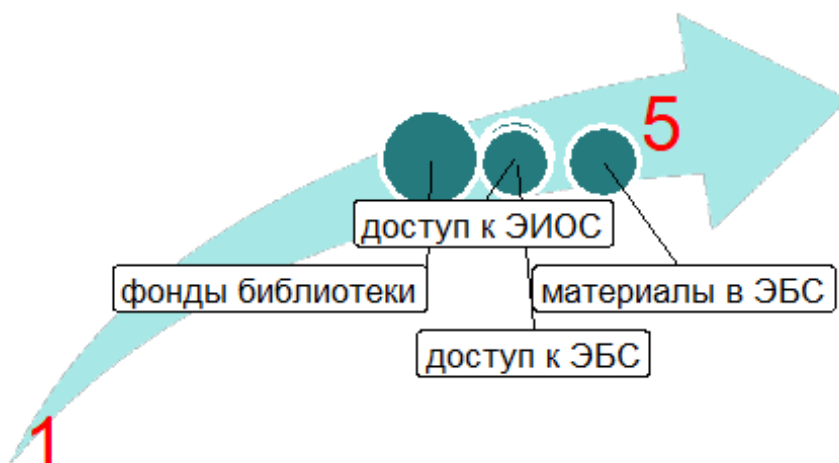 5
доступ к ЭИОС
фонды библиотеки
материалы в ЭБС
доступ к ЭБС
1